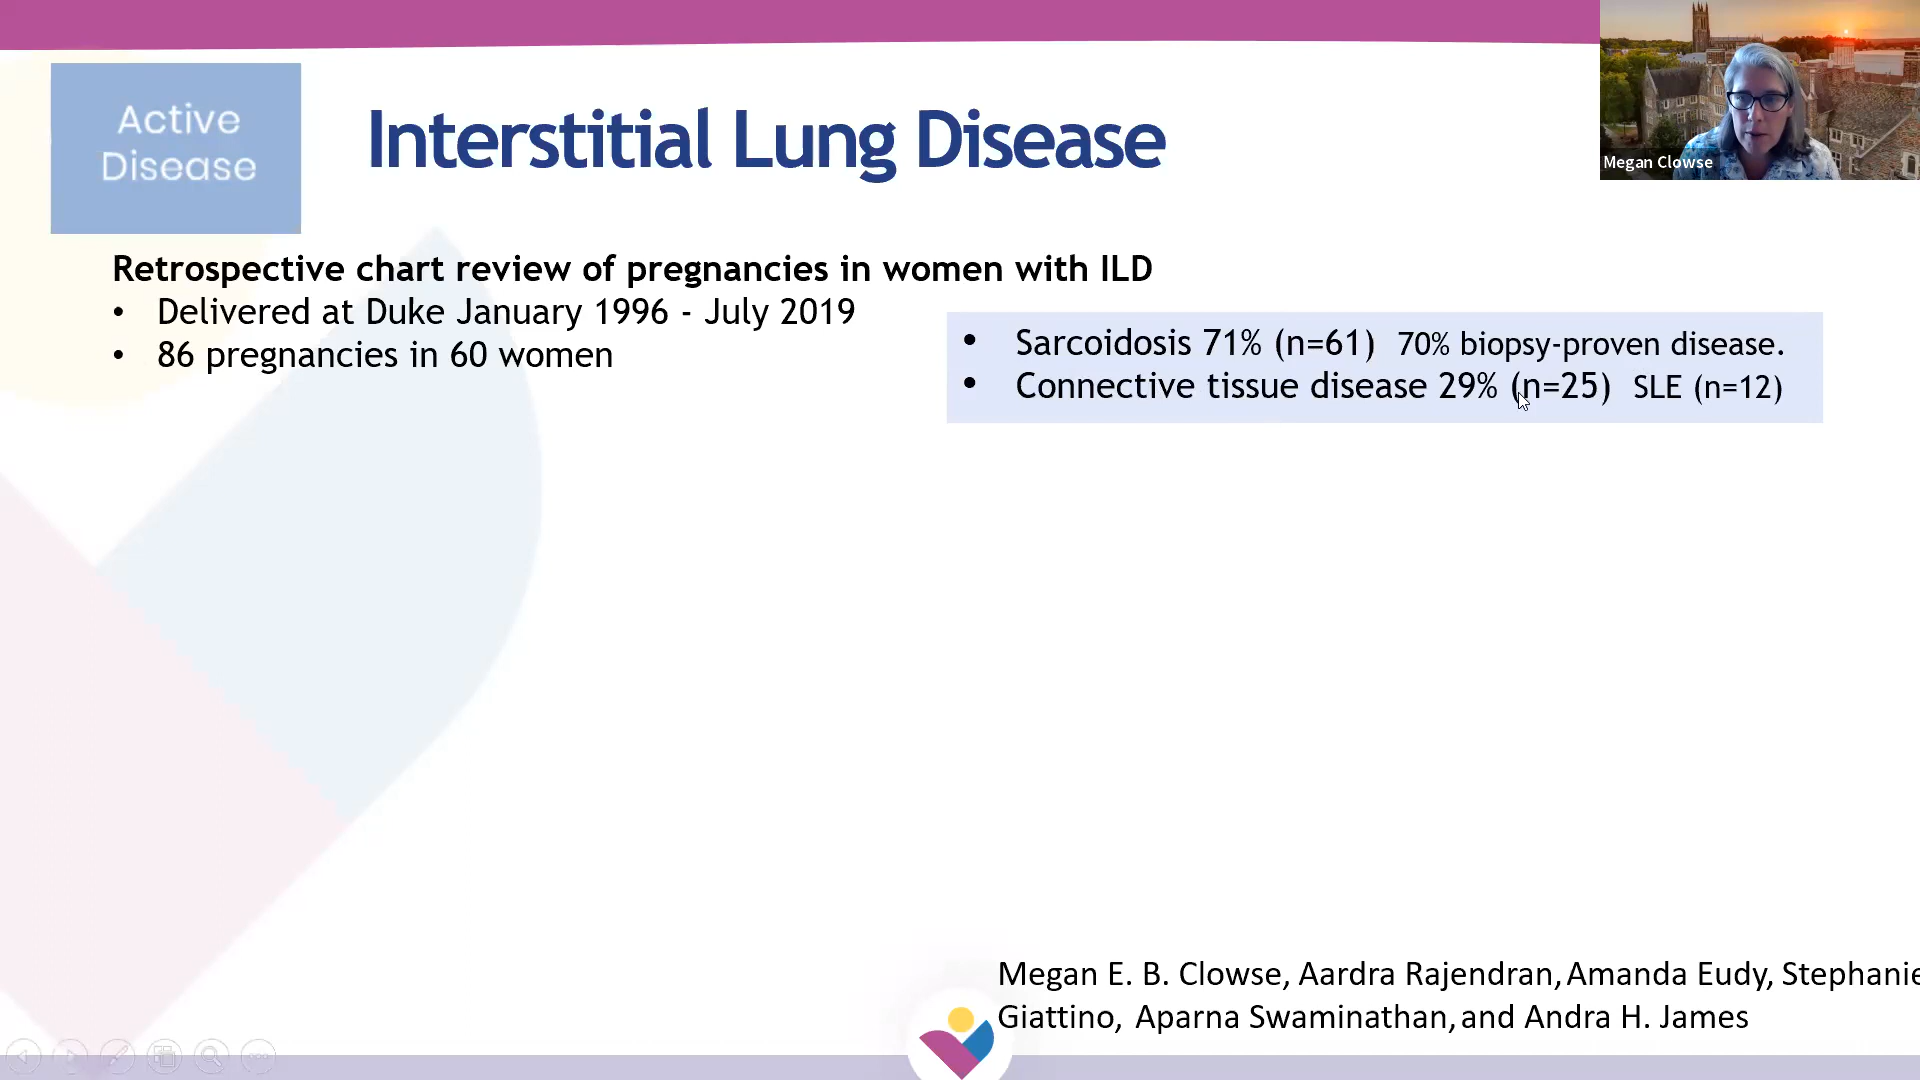 Active
Disease
Interstitial Lung Disease
Megan Clowse
Retrospective chart review of pregnancies in women with ILD
• Delivered at Duke January 1996 - July 2019
• 86 pregnancies in 60 women
• Sarcoidosis 71% (n=61) 70% biopsy-proven disease.
• Connective tissue disease 29% (n=25) SLE (n=12)
Megan E. B. Clowse, Aardra Rajendran, Amanda Eudy, Stephanie
Giattino, Aparna Swaminathan, and Andra H. James